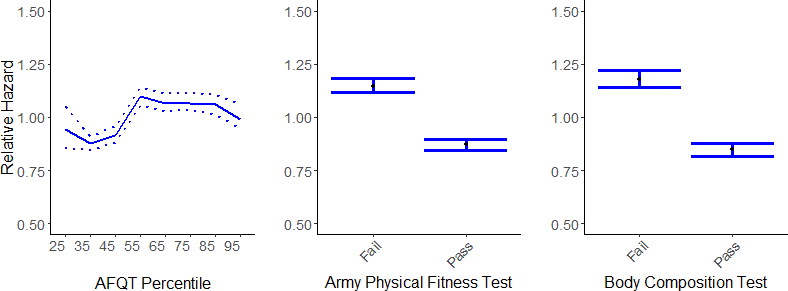 Relative Hazard
1.50
1.25
1.00
0.75
0.50
25 35 45 55 65 75 85 95
AFQT Percentile
1.50
1.25
1.00
0.75
0.50
Fail Pass
Army Physical Fitness Test
1.50
1.25
1.00
0.75
0.50
Fail Pass
Body Composition Test